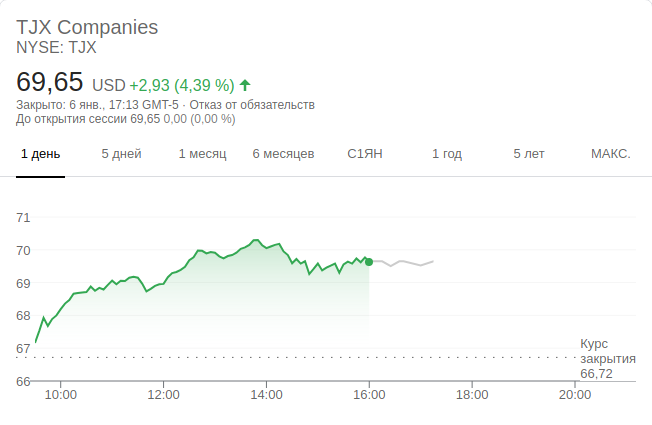 TJX Companies
NYSE: TJX
69,65 USD +2,93 (4,39 %)
Закрыто: 6 янв., 17:13 GMT-5 · Отказ от обязательств
До открытия сессии 69,65 0,00 (0,00 %)
1 день 5 дней 1 месяц 6 месяцев С1ЯН 1 год 5 лет МАКС.
71
70
69
68
67
66
Курс
закрытия
66,72
10:00 12:00 14:00 16:00 18:00 20:00